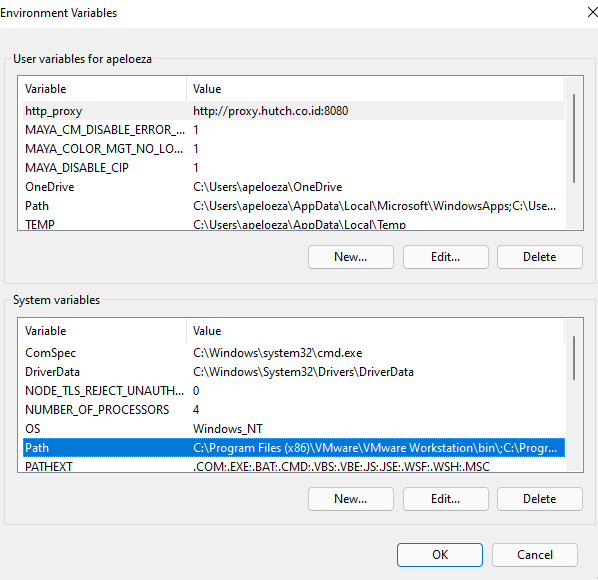 Environment Variables
User variables for apeloeza
Variable Value
http_proxy http://proxy.hutch.co.id:8080
MAYA_CM_DISABLE_ERROR_... 1
MAYA_COLOR_MGT_NO_LO... 1
MAYA_DISABLE_CIP 1
OneDrive C:\Users\apeloeza\OneDrive
Path C:\Users\apeloeza\AppData\Local\Microsoft\WindowsApps;C:\Use...
TEMP C:\Users\apeloeza\AppData\Local\Temp
New... Edit... Delete
System variables
Variable Value
ComSpec C:\Windows\system32\cmd.exe
DriverData C:\Windows\System32\Drivers\DriverData
NODE_TLS_REJECT_UNAUTH... 0
NUMBER_OF_PROCESSORS 4
OS Windows_NT
Path C:\Program Files (x86)\VMware\VMware Workstation\bin\;C:\Progr...
PATHEXT .COM;.EXE;.BAT;.CMD;.VBS;.VBE;.JS;.JSE;.WSF;.WSH;.MSC
New... Edit... Delete
OK Cancel